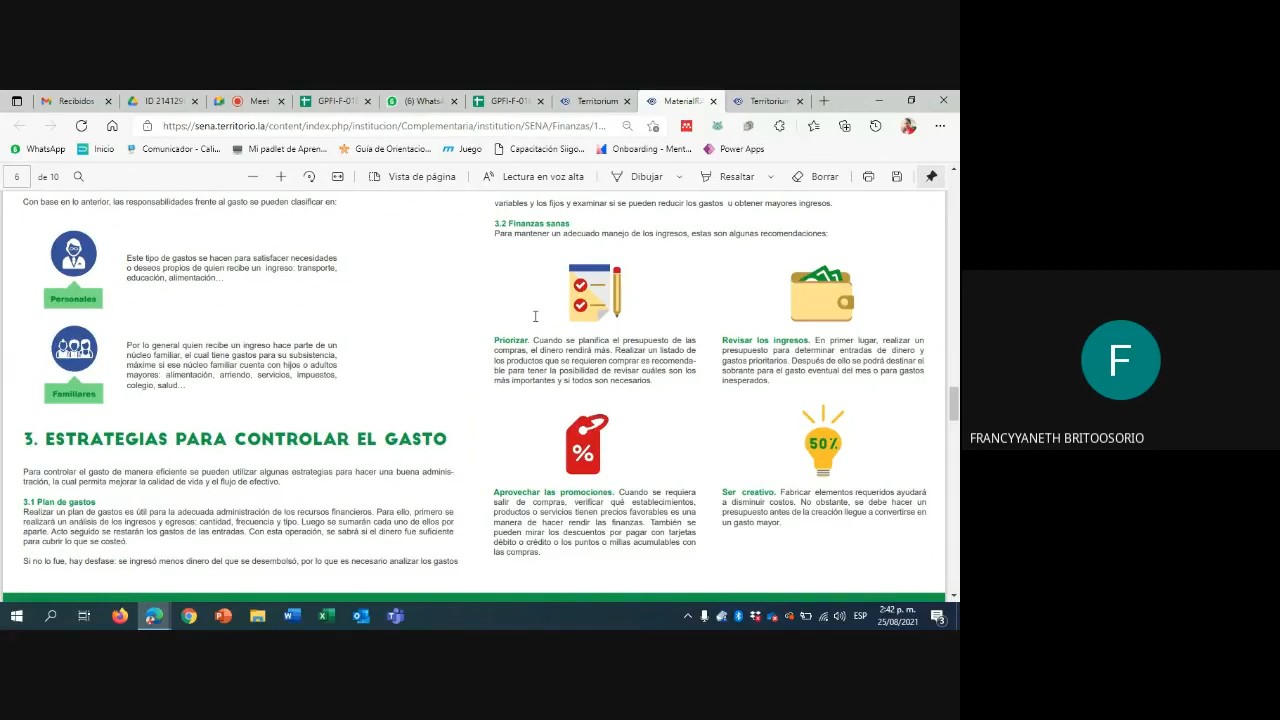 Recibidos
ID 214129
Meet
GPFI-F-01
(6) Whats
GPFI-F-01
Territorium
MaterialR
Territorium
https://sena.territorio.la/content/index.php/institucion/Complementaria/institution/SENA/Finanzas/1...
WhatsApp
Inicio
Comunicador - Cali...
Mi padlet de Apren...
Guía de Orientacio...
Juego
Capacitación Siigo...
Onboarding - Ment...
Power Apps
6 de 10
Vista de página
Lectura en voz alta
Dibujar
Resaltar
Borrar
Con base en lo anterior, las responsabilidades frente al gasto se pueden clasificar en:
Personales
Este tipo de gastos se hacen para satisfacer necesidades
o deseos propios de quien recibe un ingreso: transporte,
educación, alimentación…
Familiares
Por lo general quien recibe un ingreso hace parte de un
núcleo familiar, el cual tiene gastos para su subsistencia,
máxime si ese núcleo familiar cuenta con hijos o adultos
mayores: alimentación, arriendo, servicios, impuestos,
colegio, salud…
3. ESTRATEGIAS PARA CONTROLAR EL GASTO
Para controlar el gasto de manera eficiente se pueden utilizar algunas estrategias para hacer una buena adminis-
tración, la cual permita mejorar la calidad de vida y el flujo de efectivo.
3.1 Plan de gastos
Realizar un plan de gastos es útil para la adecuada administración de los recursos financieros. Para ello, primero se
realizará un análisis de los ingresos y egresos: cantidad, frecuencia y tipo. Luego se sumarán cada uno de ellos por
aparte. Acto seguido se restarán los gastos de las entradas. Con esta operación, se sabrá si el dinero fue suficiente
para cubrir lo que se costeó.
Si no lo fue, hay desfase: se ingresó menos dinero del que se desembolsó, por lo que es necesario analizar los gastos
variables y los fijos y examinar si se pueden reducir los gastos u obtener mayores ingresos.
3.2 Finanzas sanas
Para mantener un adecuado manejo de los ingresos, estas son algunas recomendaciones:
Priorizar. Cuando se planifica el presupuesto de las
compras, el dinero rendirá más. Realizar un listado de
los productos que se requieren comprar es recomenda-
ble para tener la posibilidad de revisar cuáles son los
más importantes y si todos son necesarios.
Revisar los ingresos. En primer lugar, realizar un
presupuesto para determinar entradas de dinero y
gastos prioritarios. Después de ello se podrá destinar el
sobrante para el gasto eventual del mes o para gastos
inesperados.
%
50%
Aprovechar las promociones. Cuando se requiera
salir de compras, verificar qué establecimientos,
productos o servicios tienen precios favorables es una
manera de hacer rendir las finanzas. También se
pueden mirar los descuentos por pagar con tarjetas
débito o crédito o los puntos o millas acumulables con
las compras.
Ser creativo. Fabricar elementos requeridos ayudará
a disminuir costos. No obstante, se debe hacer un
presupuesto antes de la creación llegue a convertirse en
un gasto mayor.
ESP
2:42 p. m.
25/08/2021
3
F
FRANCYYANETH BRITOOSORIO